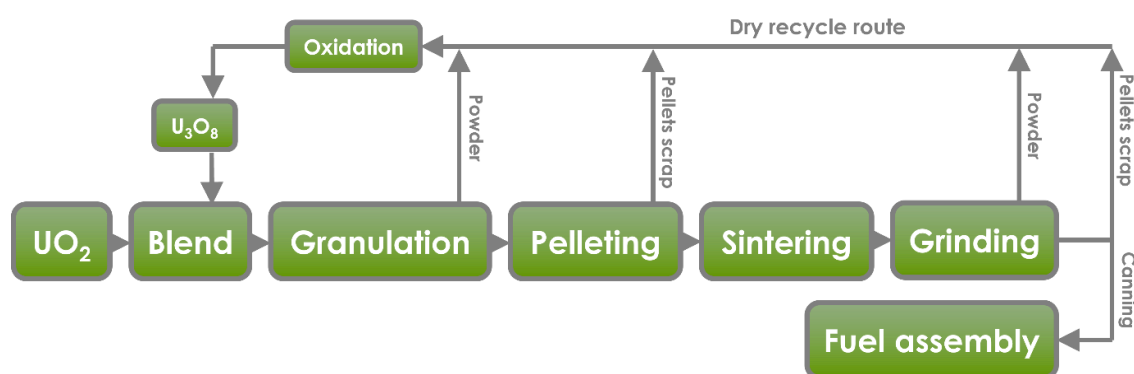 Dry recycle route
Oxidation
Powder
Pellets scrap
Powder
Pellets scrap
U₃O₈
UO₂
Blend
Granulation
Pelleting
Sintering
Grinding
Canning
Fuel assembly